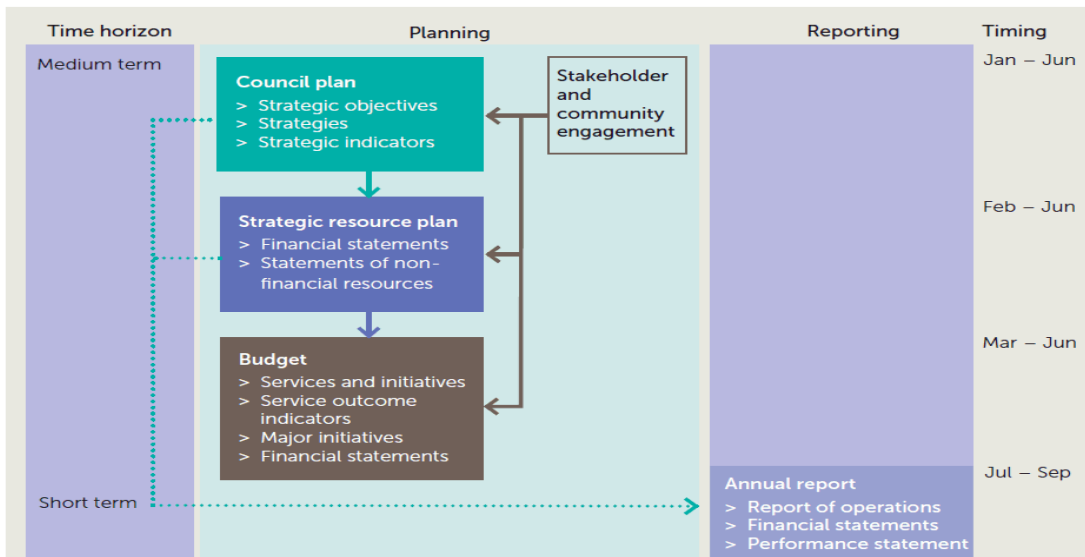 Time horizon
Planning
Reporting
Timing
Medium term
Council plan
> Strategic objectives
> Strategies
> Strategic indicators
Stakeholder
and
community
engagement
Jan – Jun
Strategic resource plan
> Financial statements
> Statements of non-
financial resources
Feb – Jun
Budget
> Services and initiatives
> Service outcome
indicators
> Major initiatives
> Financial statements
Mar – Jun
Short term
Annual report
> Report of operations
> Financial statements
> Performance statement
Jul – Sep